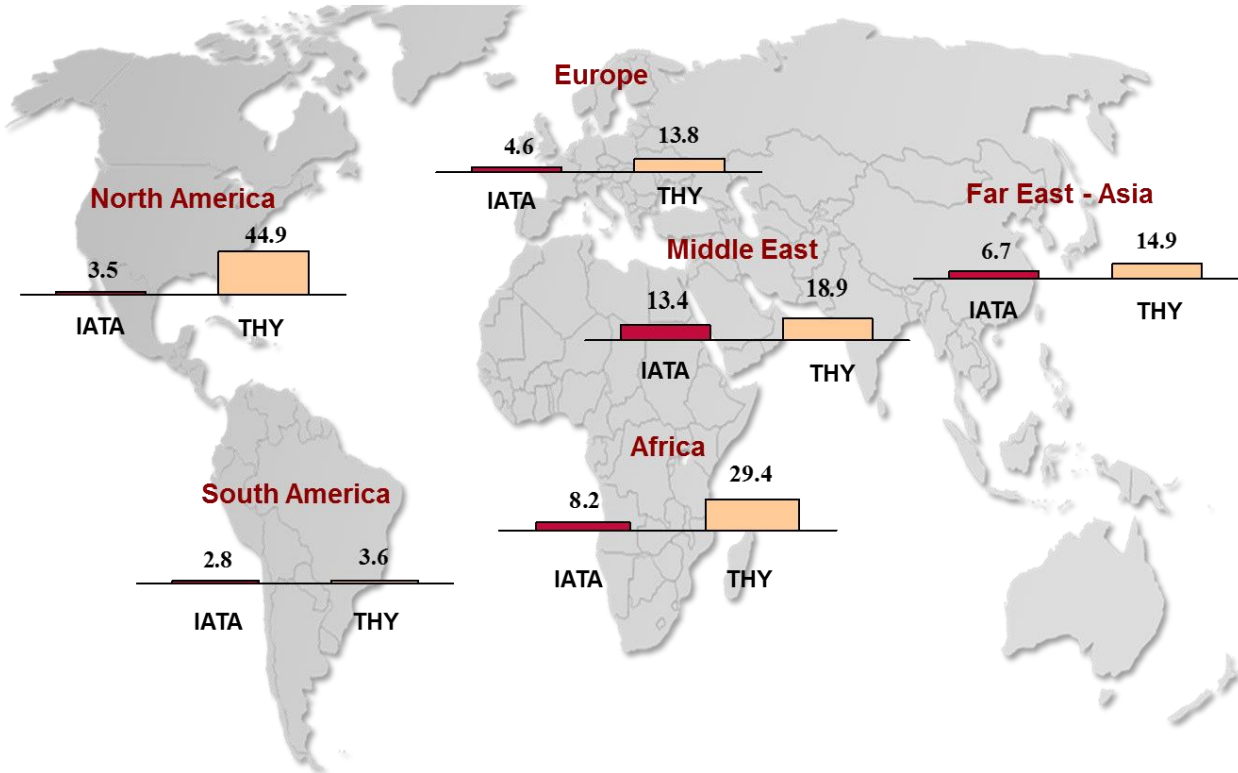 Europe
4.6
13.8
IATA
THY
North America
3.5
44.9
IATA
THY
Far East - Asia
6.7
14.9
IATA
THY
Middle East
13.4
18.9
IATA
THY
Africa
8.2
29.4
IATA
THY
South America
2.8
3.6
IATA
THY